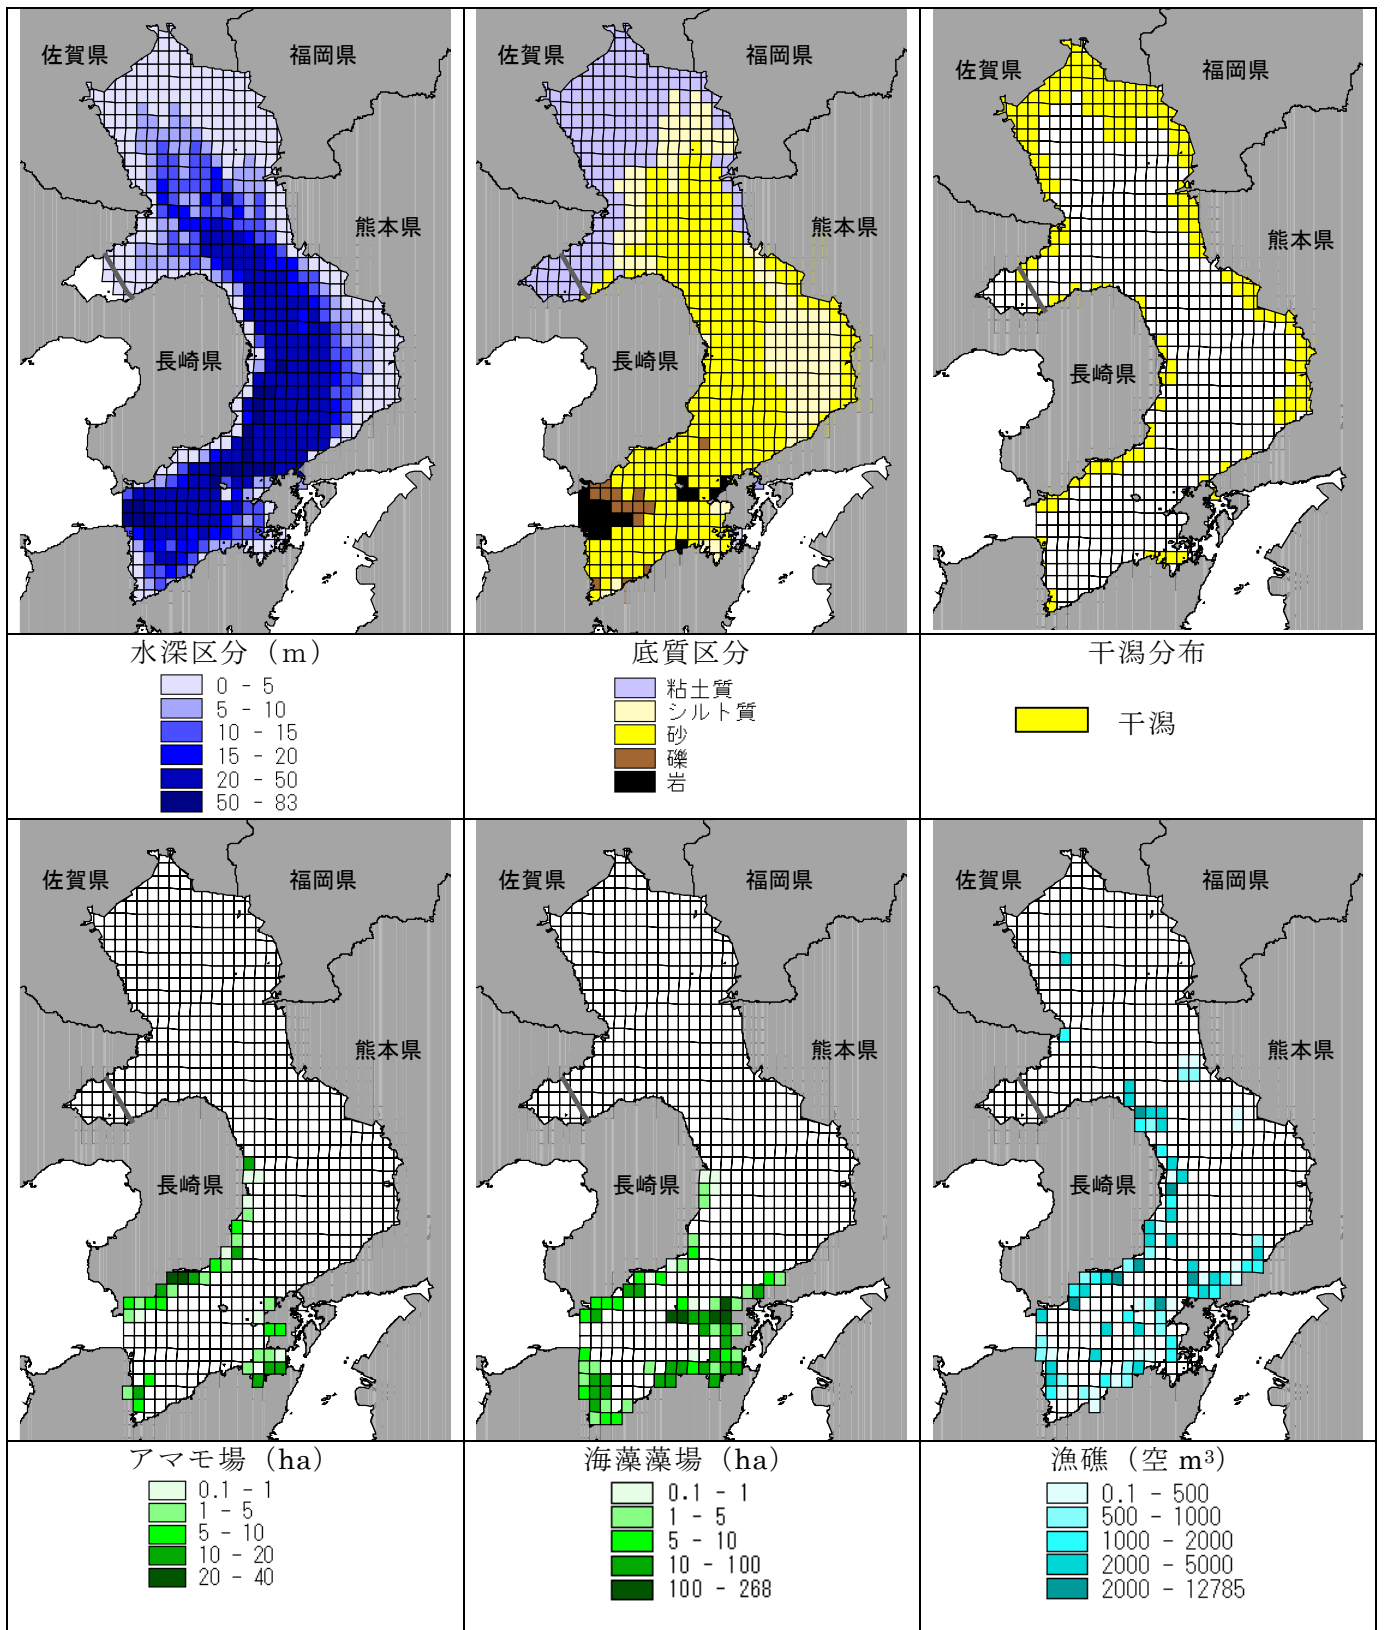 佐賀県
福岡県
熊本県
長崎県
水深区分（m）
0 - 5
5 - 10
10 - 15
15 - 20
20 - 50
50 - 83
佐賀県
福岡県
熊本県
長崎県
底質区分
粘土質
シルト質
砂
礫
岩
佐賀県
福岡県
熊本県
長崎県
干潟分布
干潟
佐賀県
福岡県
熊本県
長崎県
アマモ場（ha）
0.1 - 1
1 - 5
5 - 10
10 - 20
20 - 40
佐賀県
福岡県
熊本県
長崎県
海藻藻場（ha）
0.1 - 1
1 - 5
5 - 10
10 - 100
100 - 268
佐賀県
福岡県
熊本県
長崎県
漁礁（空 m³）
0.1 - 500
500 - 1000
1000 - 2000
2000 - 5000
2000 - 12785